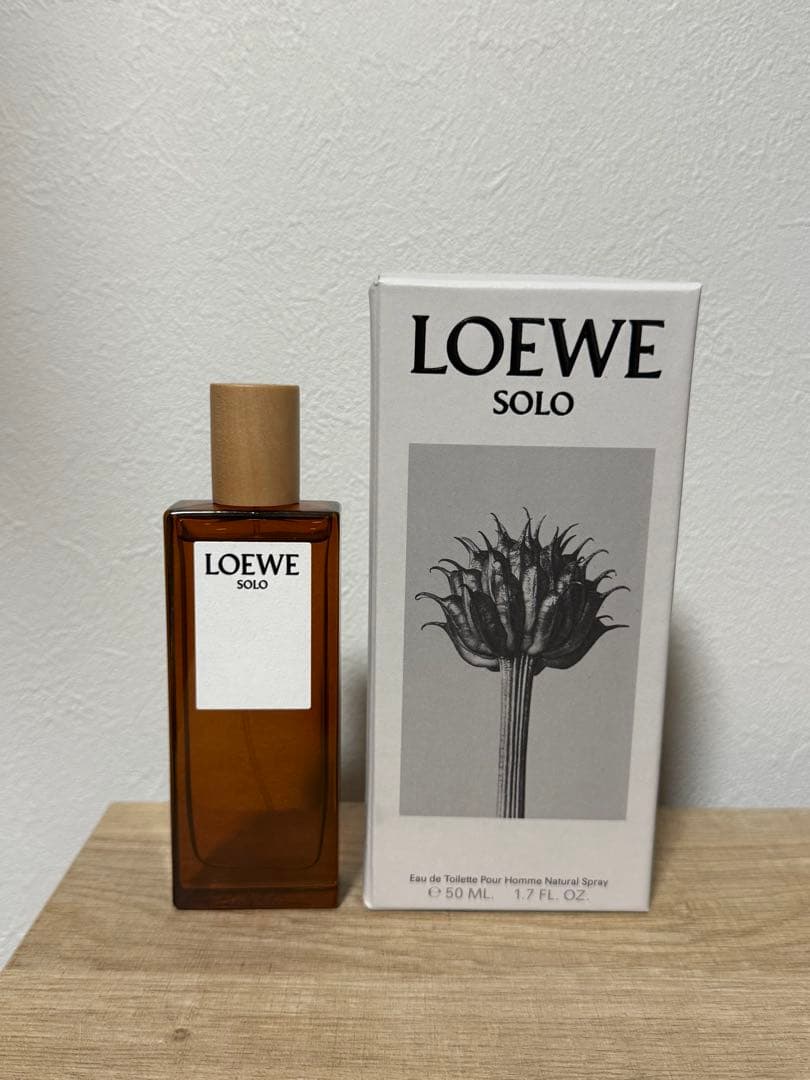 LOEWE
SOLO
LOEWE
SOLO
Eau de Toilette Pour Homme Natural Spray
℮ 50 ML. 1.7 FL. OZ.